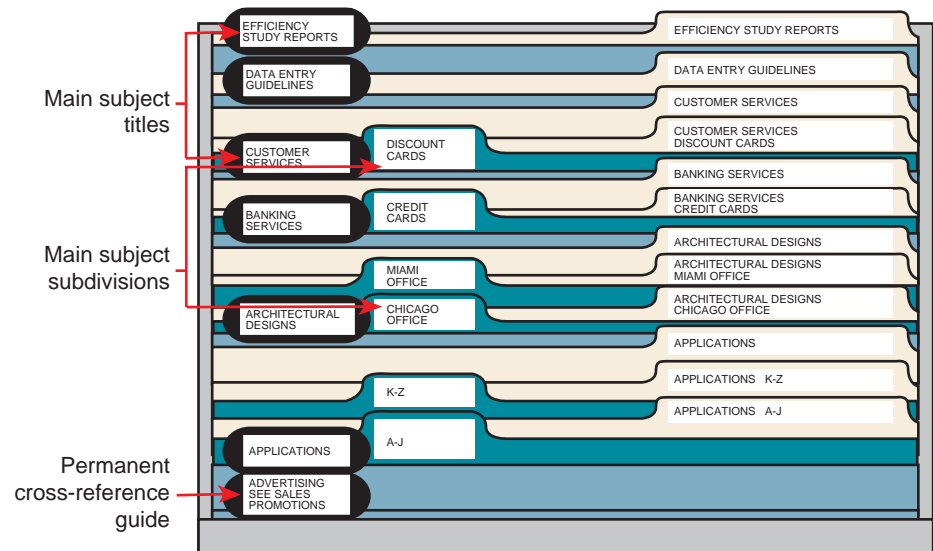 Main subject
titles
Main subject
subdivisions
Permanent
cross-reference
guide
EFFICIENCY
STUDY REPORTS
DATA ENTRY
GUIDELINES
CUSTOMER
SERVICES
BANKING
SERVICES
ARCHITECTURAL
DESIGNS
APPLICATIONS
ADVERTISING
SEE SALES
PROMOTIONS
DISCOUNT
CARDS
CREDIT
CARDS
MIAMI
OFFICE
CHICAGO
OFFICE
K-Z
A-J
EFFICIENCY STUDY REPORTS
DATA ENTRY GUIDELINES
CUSTOMER SERVICES
CUSTOMER SERVICES
DISCOUNT CARDS
BANKING SERVICES
BANKING SERVICES
CREDIT CARDS
ARCHITECTURAL DESIGNS
ARCHITECTURAL DESIGNS
MIAMI OFFICE
ARCHITECTURAL DESIGNS
CHICAGO OFFICE
APPLICATIONS
APPLICATIONS K-Z
APPLICATIONS A-J